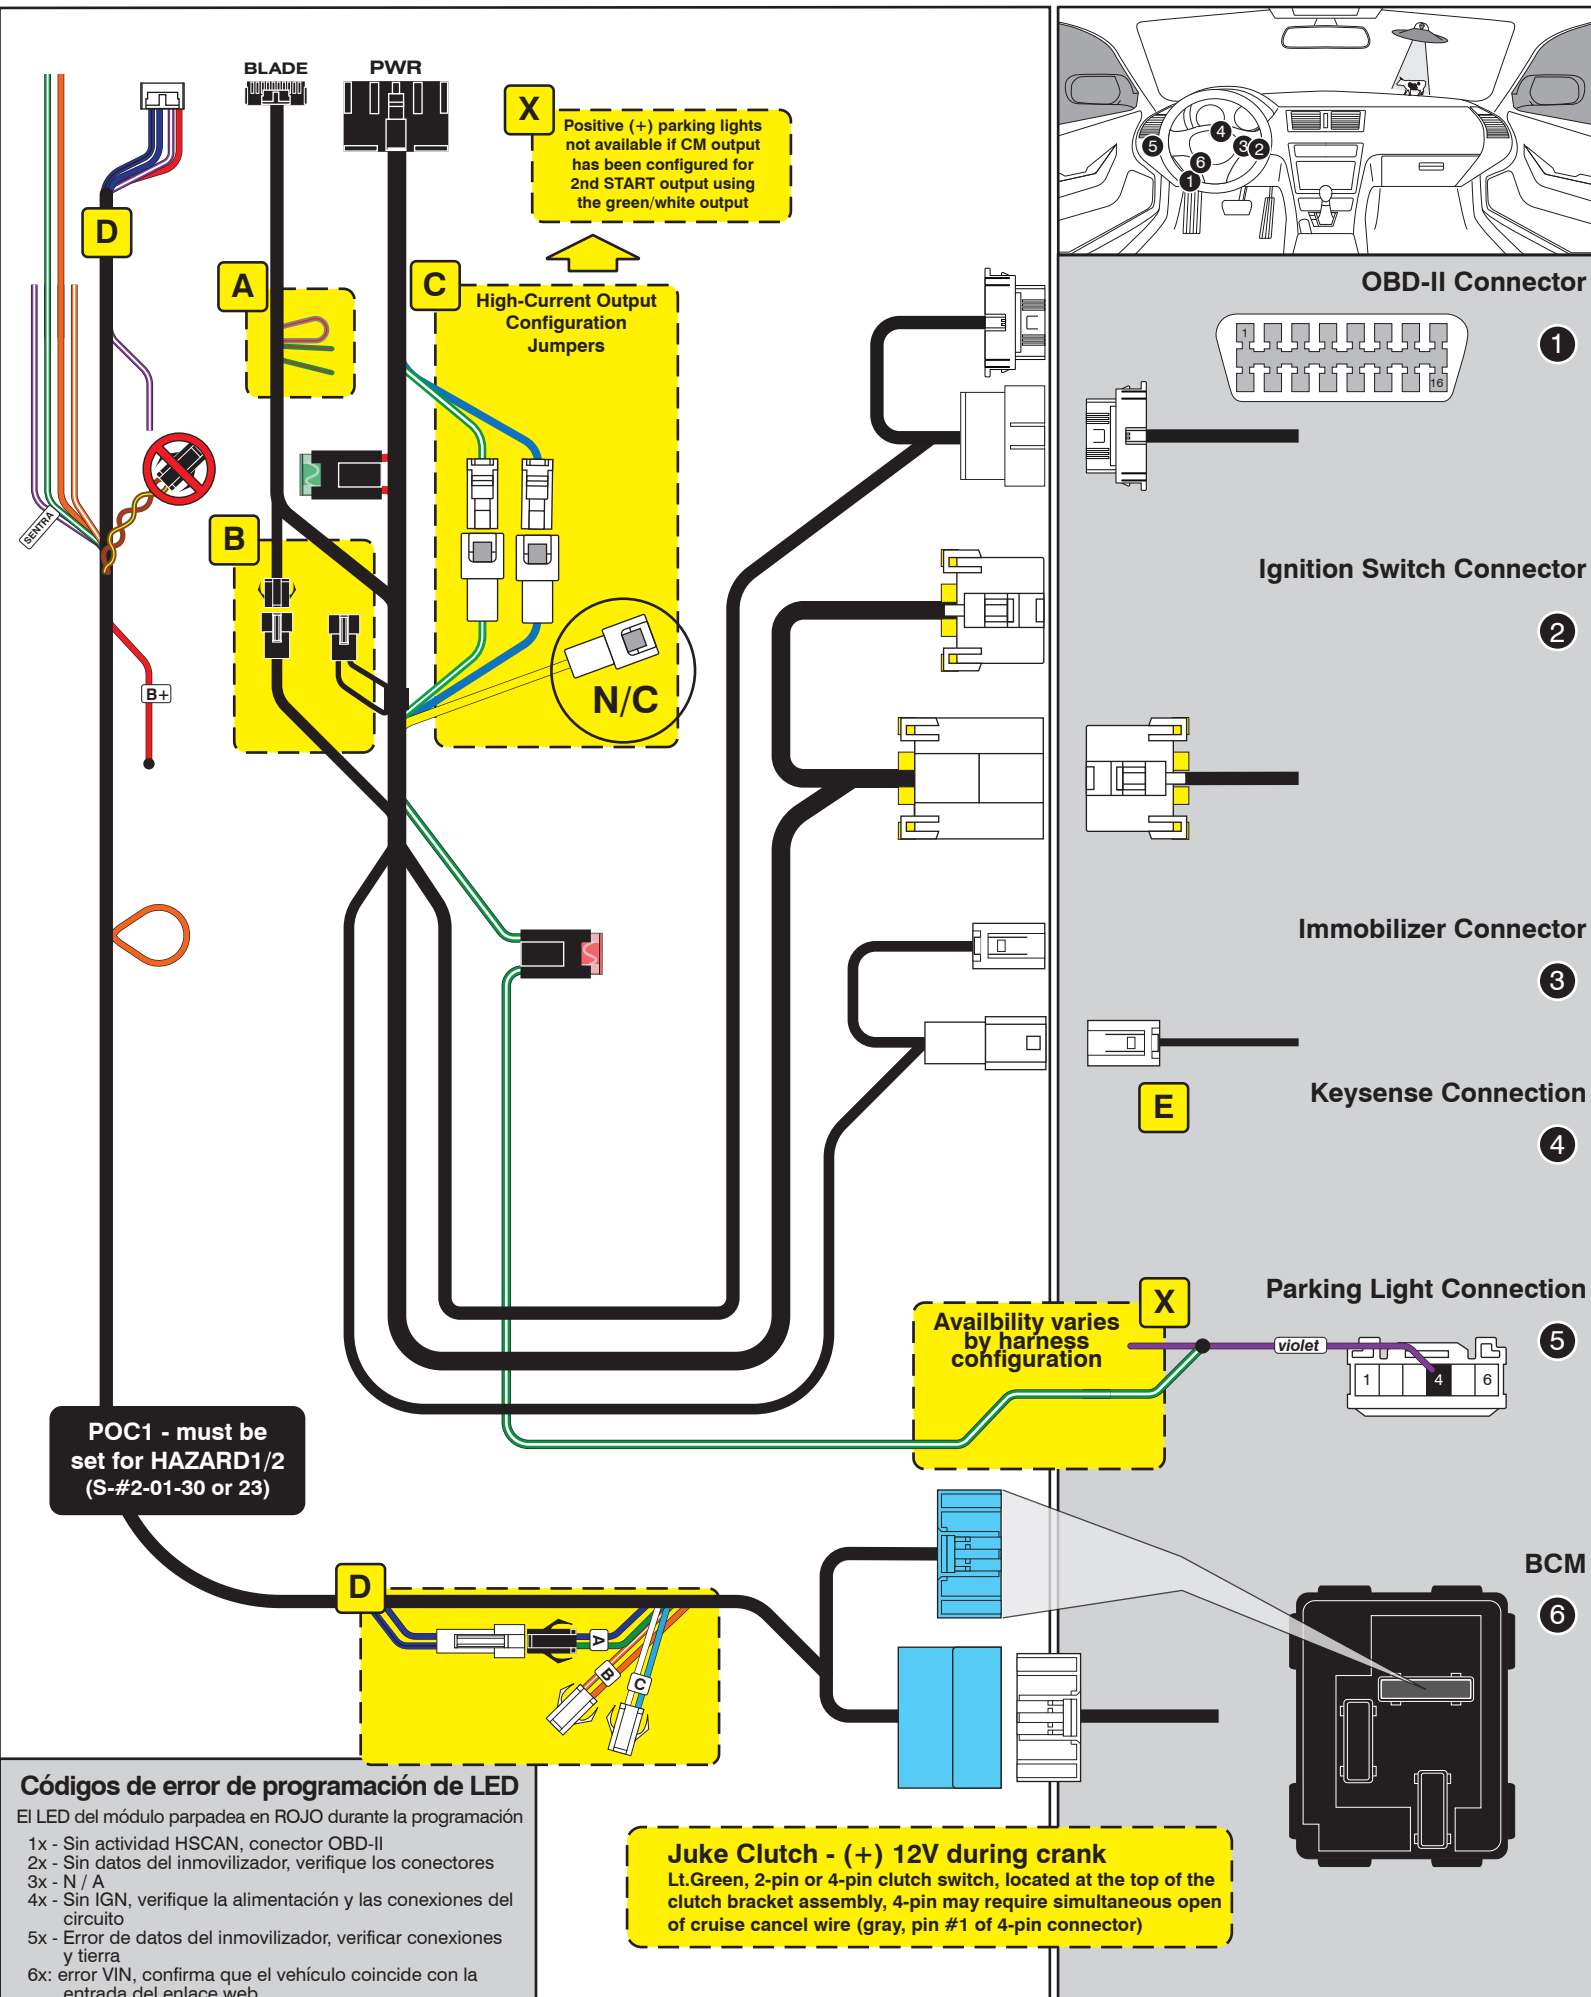 BLADE
PWR
X
Positive (+) parking lights
not available if CM output
has been configured for
2nd START output using
the green/white output
4
5
3
2
6
1
D
A
C
High-Current Output
Configuration
Jumpers
OBD-II Connector
1
1
16
SENTRA
B
Ignition Switch Connector
2
B+
N/C
Immobilizer Connector
3
E
Keysense Connection
4
X
Parking Light Connection
5
Availbility varies
by harness
configuration
violet
1
4
6
POC1 - must be
set for HAZARD1/2
(S-#2-01-30 or 23)
D
A
B
C
BCM
6
Códigos de error de programación de LED
El LED del módulo parpadea en ROJO durante la programación
1x - Sin actividad HSCAN, conector OBD-II
2x - Sin datos del inmovilizador, verifique los conectores
3x - N / A
4x - Sin IGN, verifique la alimentación y las conexiones del
circuito
5x - Error de datos del inmovilizador, verificar conexiones
y tierra
6x: error VIN, confirma que el vehículo coincide con la
entrada del enlace web
Juke Clutch - (+) 12V during crank
Lt.Green, 2-pin or 4-pin clutch switch, located at the top of the
clutch bracket assembly, 4-pin may require simultaneous open
of cruise cancel wire (gray, pin #1 of 4-pin connector)